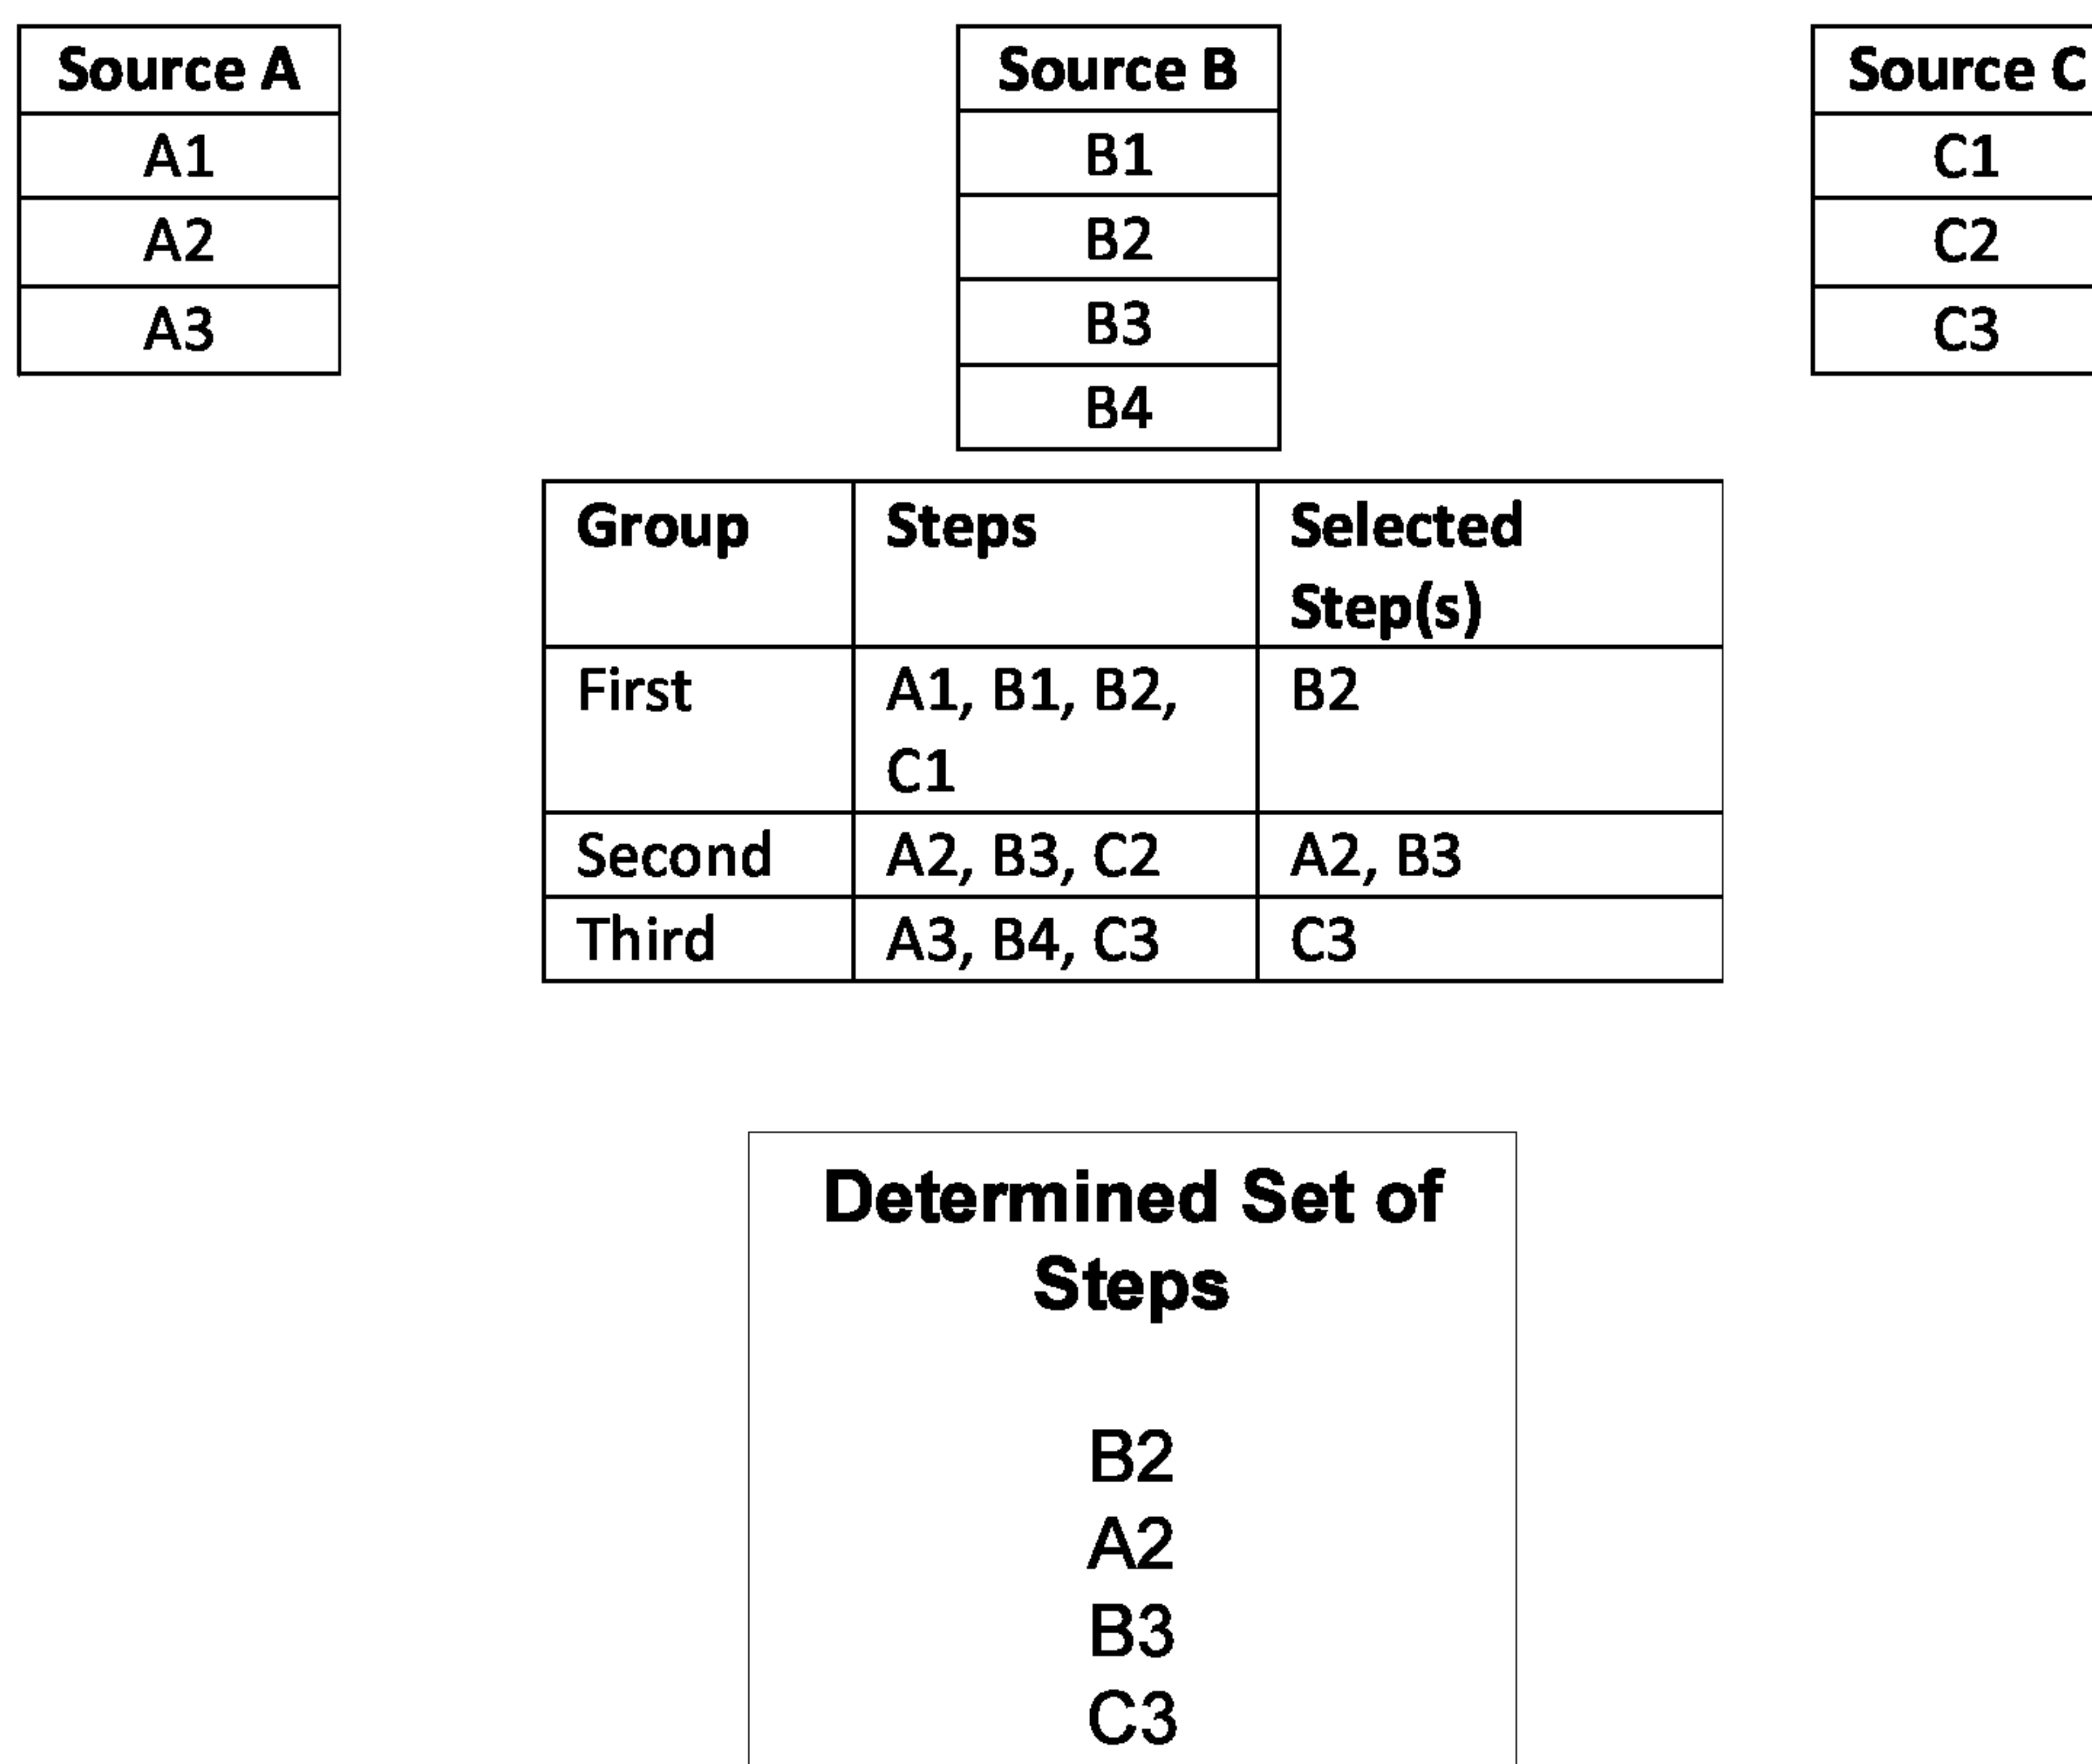 Source A
A1
A2
A3
Source B
B1
B2
B3
B4
Source C
C1
C2
C3
Group Steps Selected
Step(s)
First A1, B1, B2, B2
C1
Second A2, B3, C2 A2, B3
Third A3, B4, C3 C3
Determined Set of
Steps
B2
A2
B3
C3